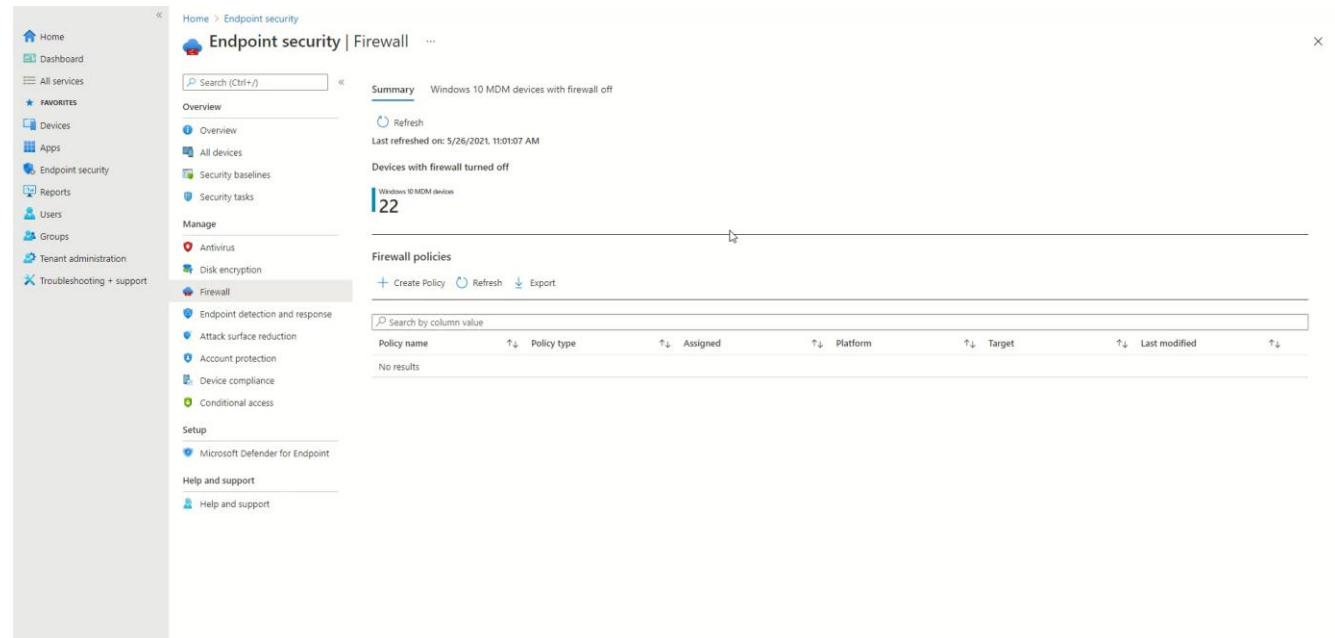 «
Home
Dashboard
All services
FAVORITES
Devices
Apps
Endpoint security
Reports
Users
Groups
Tenant administration
Troubleshooting + support
Home > Endpoint security
Endpoint security | Firewall ...
Search (Ctrl+/) «
Overview
Overview
All devices
Security baselines
Security tasks
Manage
Antivirus
Disk encryption
Firewall
Endpoint detection and response
Attack surface reduction
Account protection
Device compliance
Conditional access
Setup
Microsoft Defender for Endpoint
Help and support
Help and support
Summary Windows 10 MDM devices with firewall off
Refresh
Last refreshed on: 5/26/2021, 11:01:07 AM
Devices with firewall turned off
Windows 10 MDM devices
22
Firewall policies
+ Create Policy Refresh Export
Search by column value
Policy name ↑↓ Policy type ↑↓ Assigned ↑↓ Platform ↑↓ Target ↑↓ Last modified ↑↓
No results